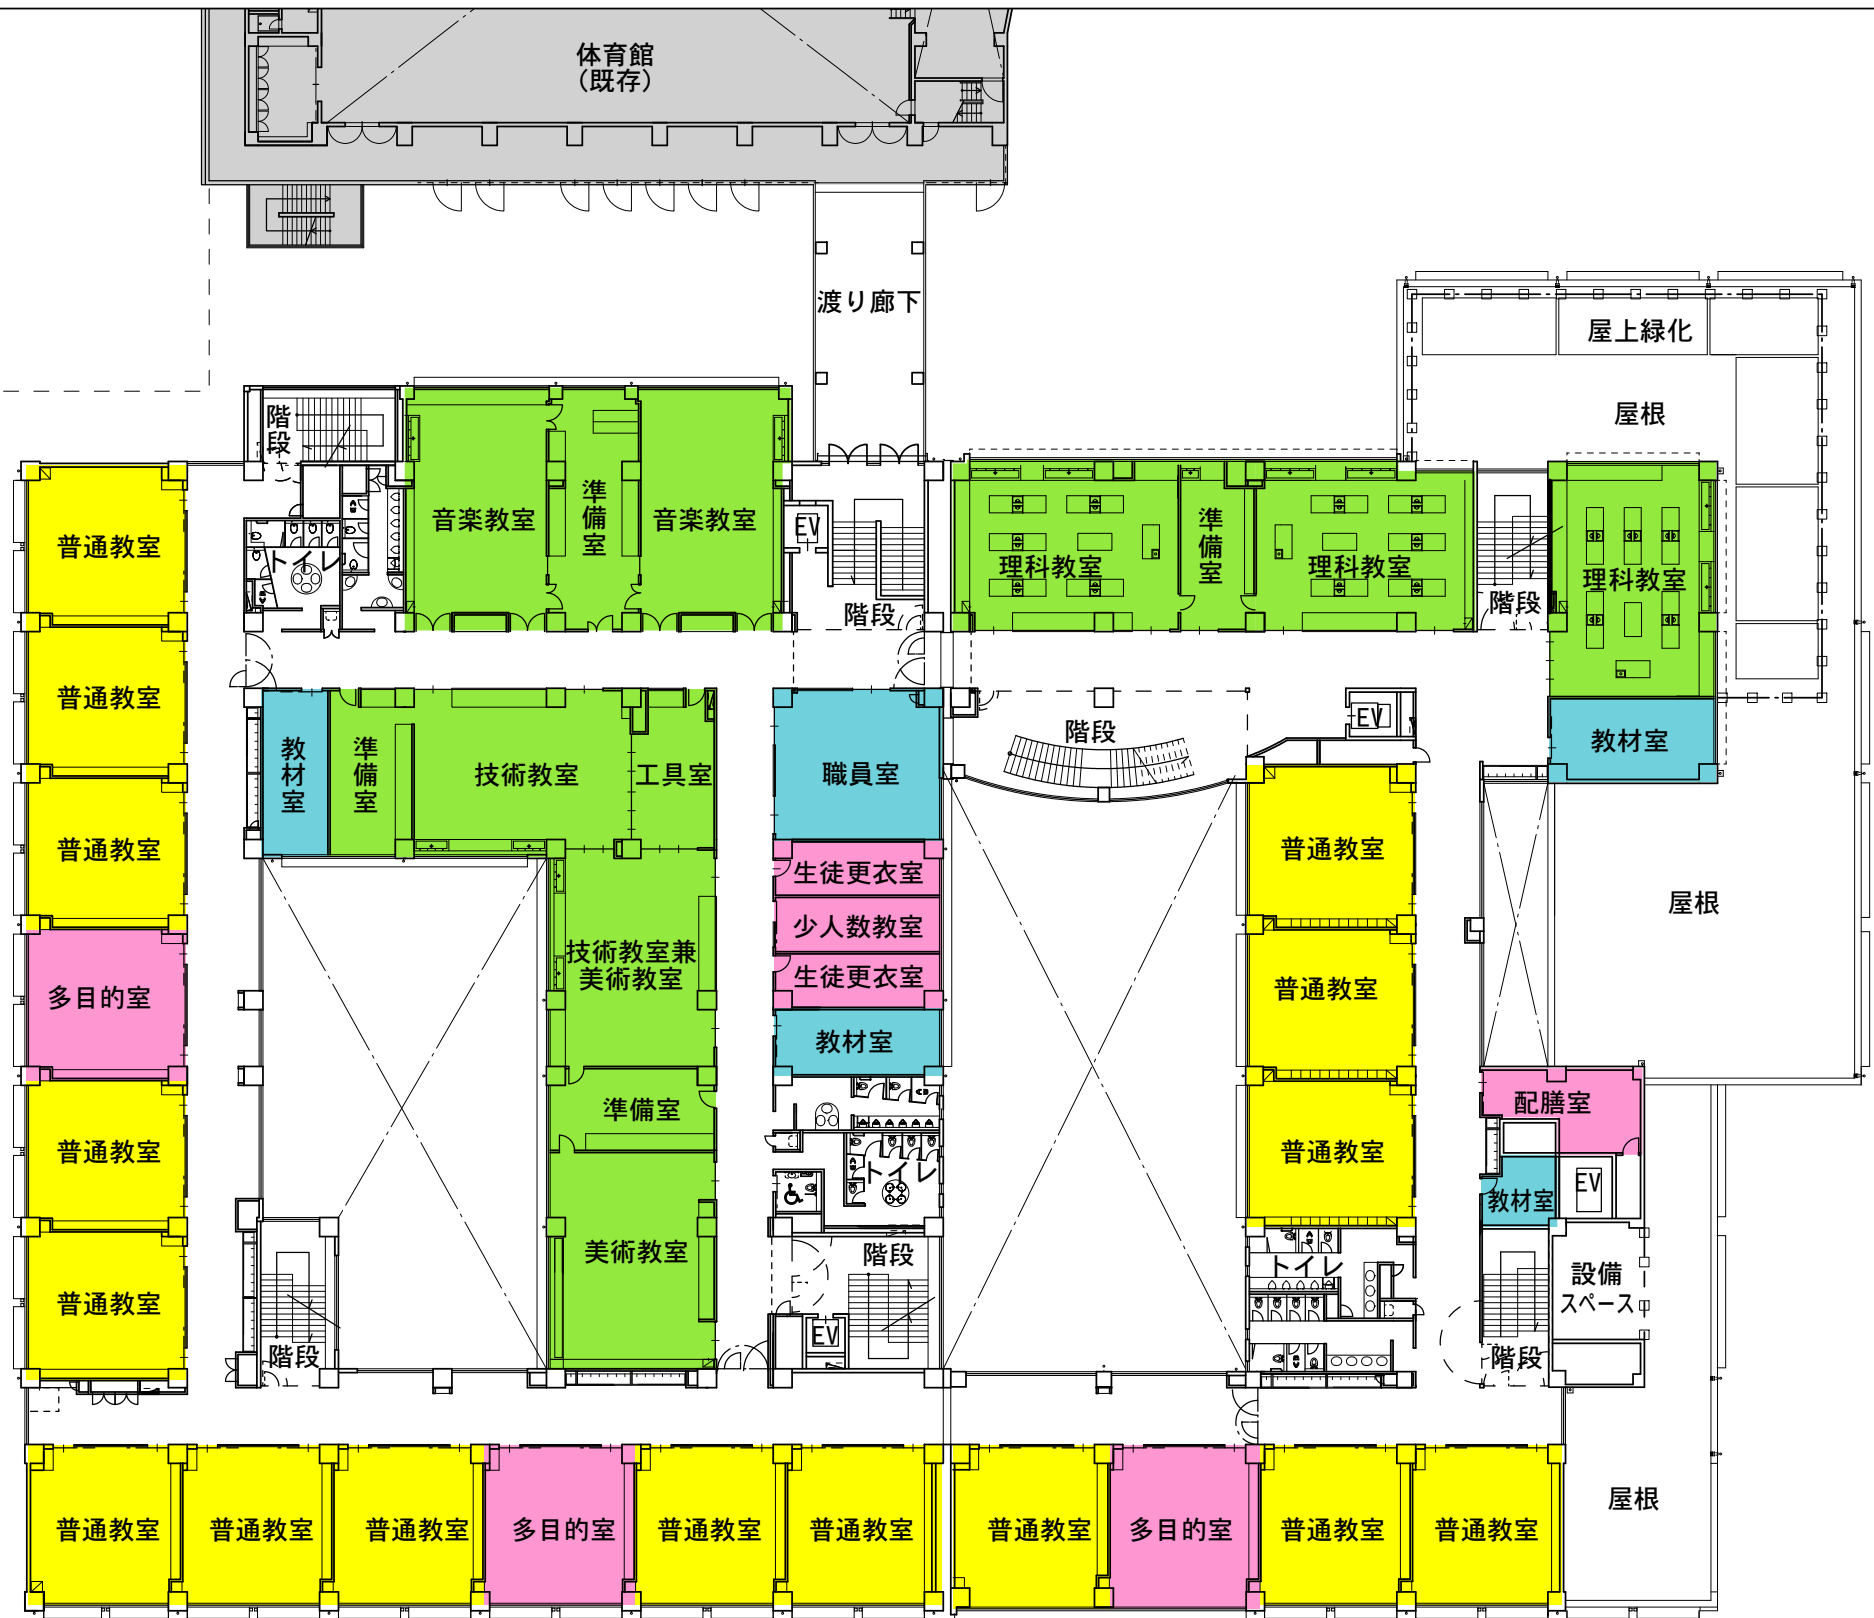 体育館
（既存）
渡り廊下
屋上緑化
屋根
階
段
音楽教室
準
備
室
音楽教室
EV
階段
理科教室
準
備
室
理科教室
階段
理科教室
普通教室
トイレ
普通教室
教
材
室
準
備
室
技術教室
工具室
職員室
階段
EV
教材室
普通教室
生徒更衣室
少人数教室
生徒更衣室
教材室
技術教室兼
美術教室
普通教室
屋根
多目的室
普通教室
普通教室
準備室
トイレ
普通教室
配膳室
教材室
EV
普通教室
美術教室
階段
EV
階段
トイレ
設備
スペース
階段
普通教室
普通教室
普通教室
多目的室
普通教室
普通教室
普通教室
多目的室
普通教室
普通教室
屋根